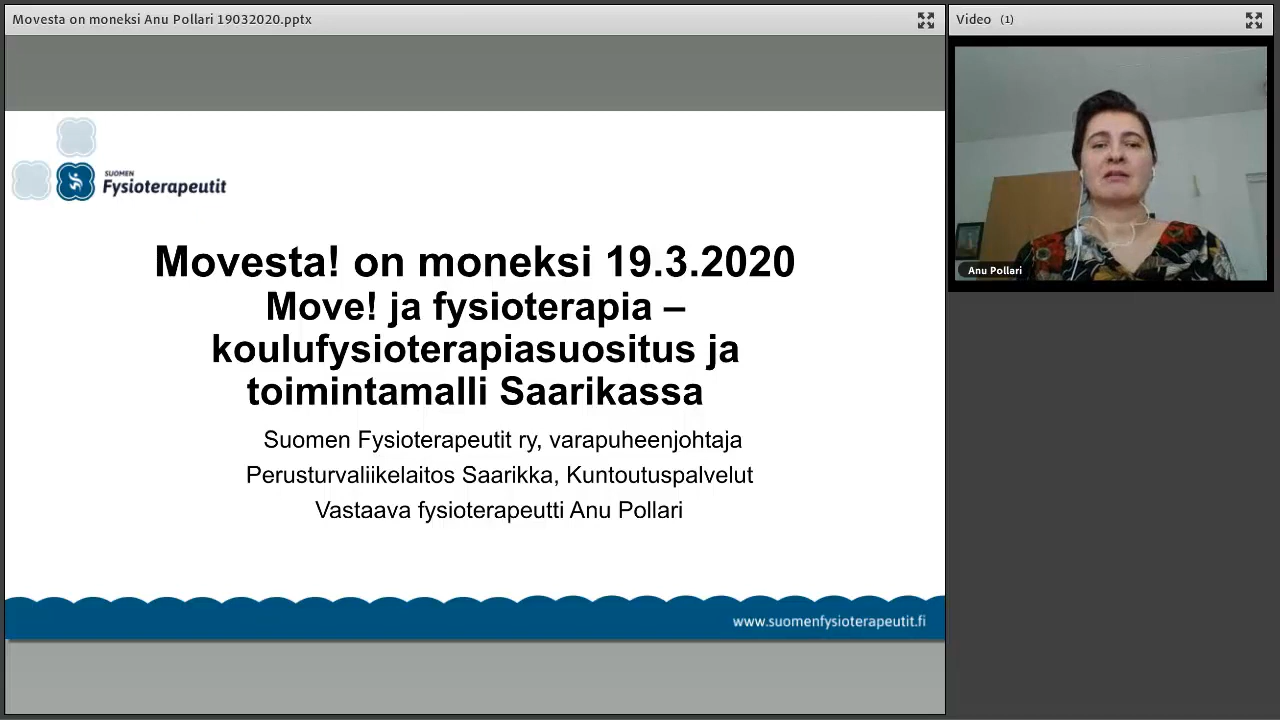 Movesta on moneksi Anu Pollari 19032020.pptx
Video (1)
SUOMEN
Fysioterapeutit
Movesta! on moneksi 19.3.2020
Move! ja fysioterapia –
koulufysioterapiasuositus ja
toimintamalli Saarikassa
Suomen Fysioterapeutit ry, varapuheenjohtaja
Perusturvaliikelaitos Saarikka, Kuntoutuspalvelut
Vastaava fysioterapeutti Anu Pollari
www.suomenfysioterapeutit.fi
Anu Pollari